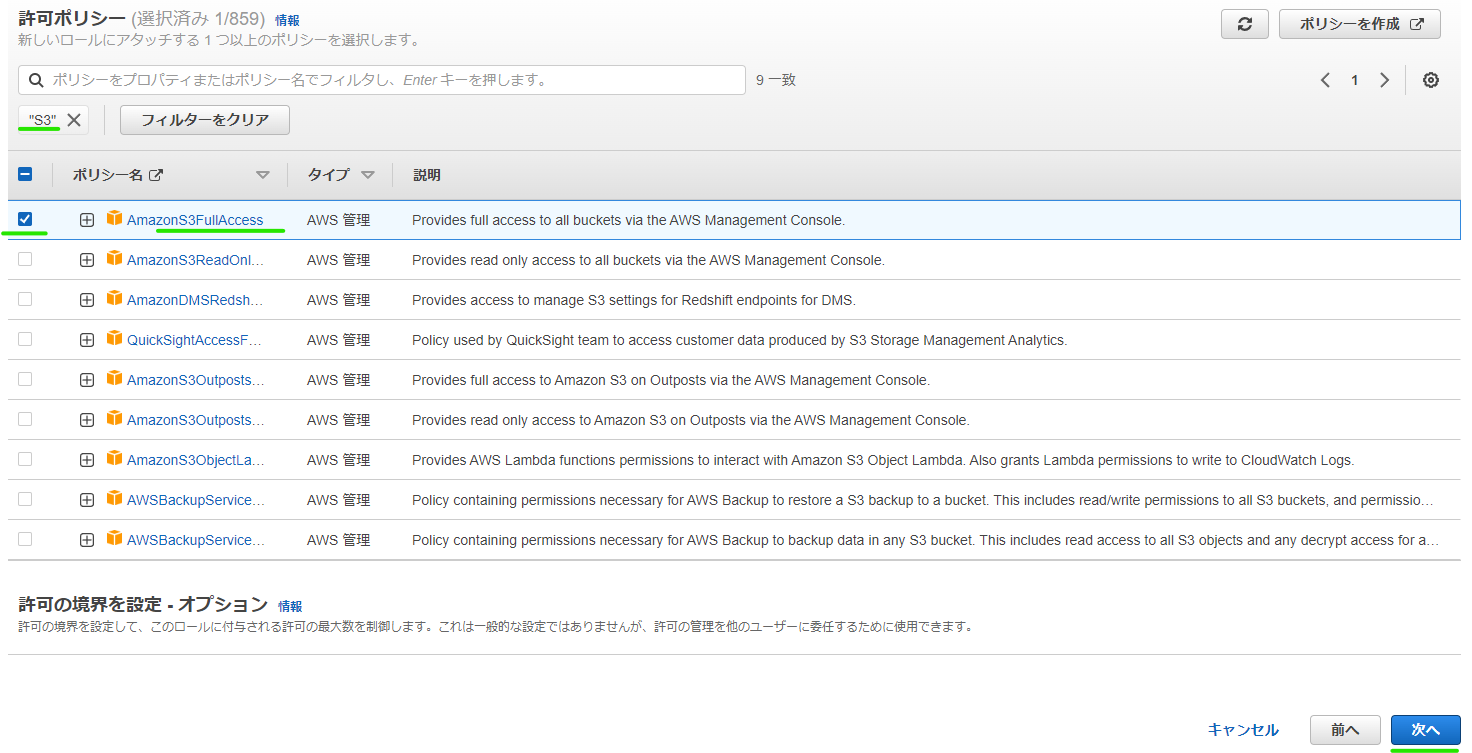 許可ポリシー (選択済み 1/859) 情報
新しいロールにアタッチする 1 つ以上のポリシーを選択します。
ポリシーを作成
ポリシーをプロパティまたはポリシー名でフィルタし、Enter キーを押します。 9 一致 1
"S3" フィルターをクリア
ポリシー名 タイプ 説明
AmazonS3FullAccess AWS 管理 Provides full access to all buckets via the AWS Management Console.
AmazonS3ReadOnl... AWS 管理 Provides read only access to all buckets via the AWS Management Console.
AmazonDMSRedsh... AWS 管理 Provides access to manage S3 settings for Redshift endpoints for DMS.
QuickSightAccessF... AWS 管理 Policy used by QuickSight team to access customer data produced by S3 Storage Management Analytics.
AmazonS3Outposts... AWS 管理 Provides full access to Amazon S3 on Outposts via the AWS Management Console.
AmazonS3Outposts... AWS 管理 Provides read only access to Amazon S3 on Outposts via the AWS Management Console.
AmazonS3ObjectLa... AWS 管理 Provides AWS Lambda functions permissions to interact with Amazon S3 Object Lambda. Also grants Lambda permissions to write to CloudWatch Logs.
AWSBackupService... AWS 管理 Policy containing permissions necessary for AWS Backup to restore a S3 backup to a bucket. This includes read/write permissions to all S3 buckets, and permissio...
AWSBackupService... AWS 管理 Policy containing permissions necessary for AWS Backup to backup data in any S3 bucket. This includes read access to all S3 objects and any decrypt access for a...
許可の境界を設定 - オプション 情報
許可の境界を設定して、このロールに付与される許可の最大数を制御します。これは一般的な設定ではありませんが、許可の管理を他のユーザーに委任するために使用できます。
キャンセル 前へ 次へ